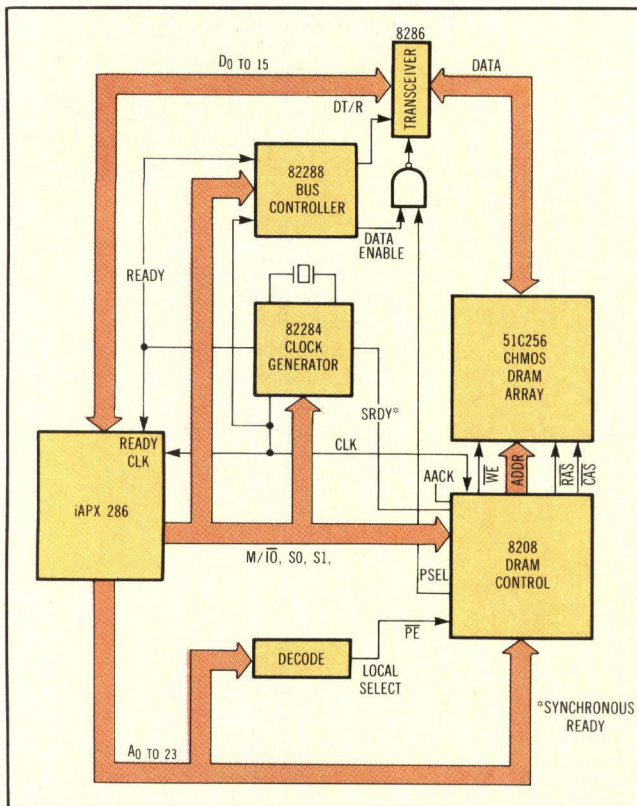 8286
D0 TO 15
DATA
TRANSCEIVER
DT/R
82288
BUS
CONTROLLER
DATA
ENABLE
READY
82284
CLOCK
GENERATOR
51C256
CHMOS
DRAM
ARRAY
SRDY*
READY
CLK
CLK
AACK
WE
ADDR
RAS
CAS
iAPX 286
8208
DRAM
CONTROL
M/IO, S0, S1,
PSEL
PE
DECODE
LOCAL
SELECT
*SYNCHRONOUS
READY
A0 TO 23